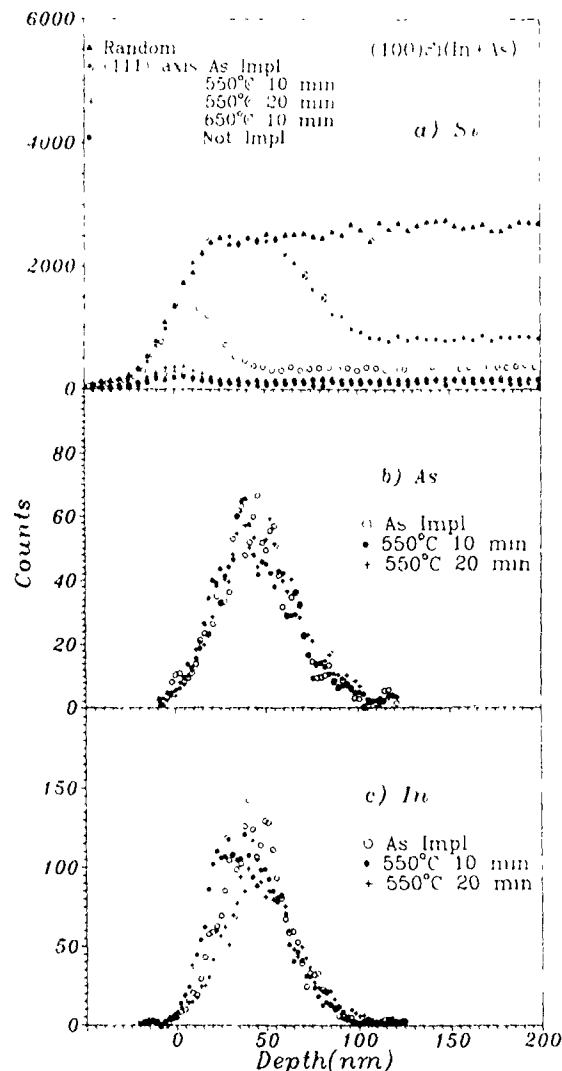 6000
Random
(100)Si(In+As)
(111) axis As Impl
550°C 10 min
550°C 20 min
650°C 10 min
Not Impl
a) Si
4000
2000
0
80
b) As
60
As Impl
550°C 10 min
550°C 20 min
40
20
0
Counts
150
c) In
As Impl
550°C 10 min
550°C 20 min
100
50
0
0 50 100 150 200
Depth(nm)